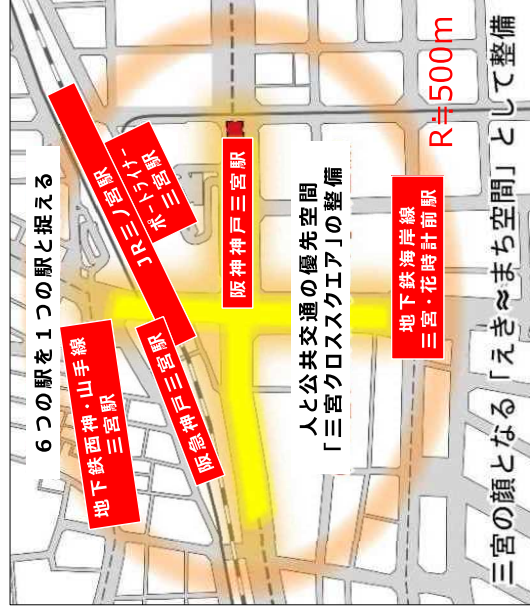 6つの駅を1つの駅と捉える
地下鉄西神・山手線
三宮駅
JR三ノ宮駅
ポートライナー
三宮駅
阪急神戸三宮駅
阪神神戸三宮駅
人と公共交通の優先空間
「三宮クロススクエア」の整備
地下鉄海岸線
三宮・花時計前駅
R≒500m
三宮の顔となる「えき≈まち空間」として整備